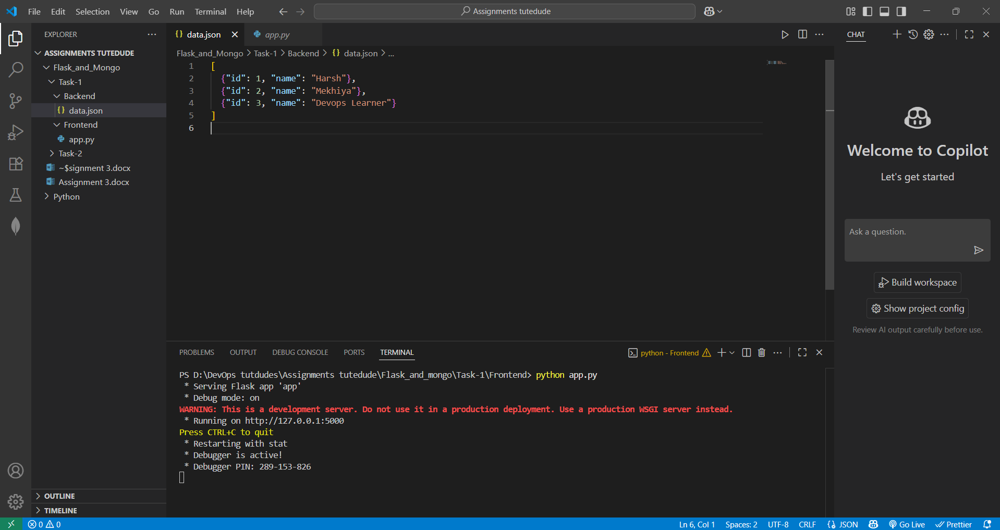 File Edit Selection View Go Run Terminal Help
Assignments tutedude
EXPLORER
ASSIGNMENTS TUTEDUDE
Flask_and_Mongo
Task-1
Backend
data.json
Frontend
app.py
Task-2
~$signment 3.docx
Assignment 3.docx
Python
OUTLINE
TIMELINE
data.json
app.py
Flask_and_Mongo > Task-1 > Backend > {} data.json > ...
1 [
2 {"id": 1, "name": "Harsh"},
3 {"id": 2, "name": "Mekhiya"},
4 {"id": 3, "name": "Devops Learner"}
5 ]
6
PROBLEMS OUTPUT DEBUG CONSOLE PORTS TERMINAL
python - Frontend
PS D:\DevOps tutdudes\Assignments tutedude\Flask_and_mongo\Task-1\Frontend> python app.py
* Serving Flask app 'app'
* Debug mode: on
WARNING: This is a development server. Do not use it in a production deployment. Use a production WSGI server instead.
* Running on http://127.0.0.1:5000
Press CTRL+C to quit
* Restarting with stat
* Debugger is active!
* Debugger PIN: 289-153-826
CHAT
Welcome to Copilot
Let's get started
Ask a question.
Build workspace
Show project config
Review AI output carefully before use.
0 0
Ln 6, Col 1 Spaces: 2 UTF-8 CRLF {} JSON Go Live Prettier